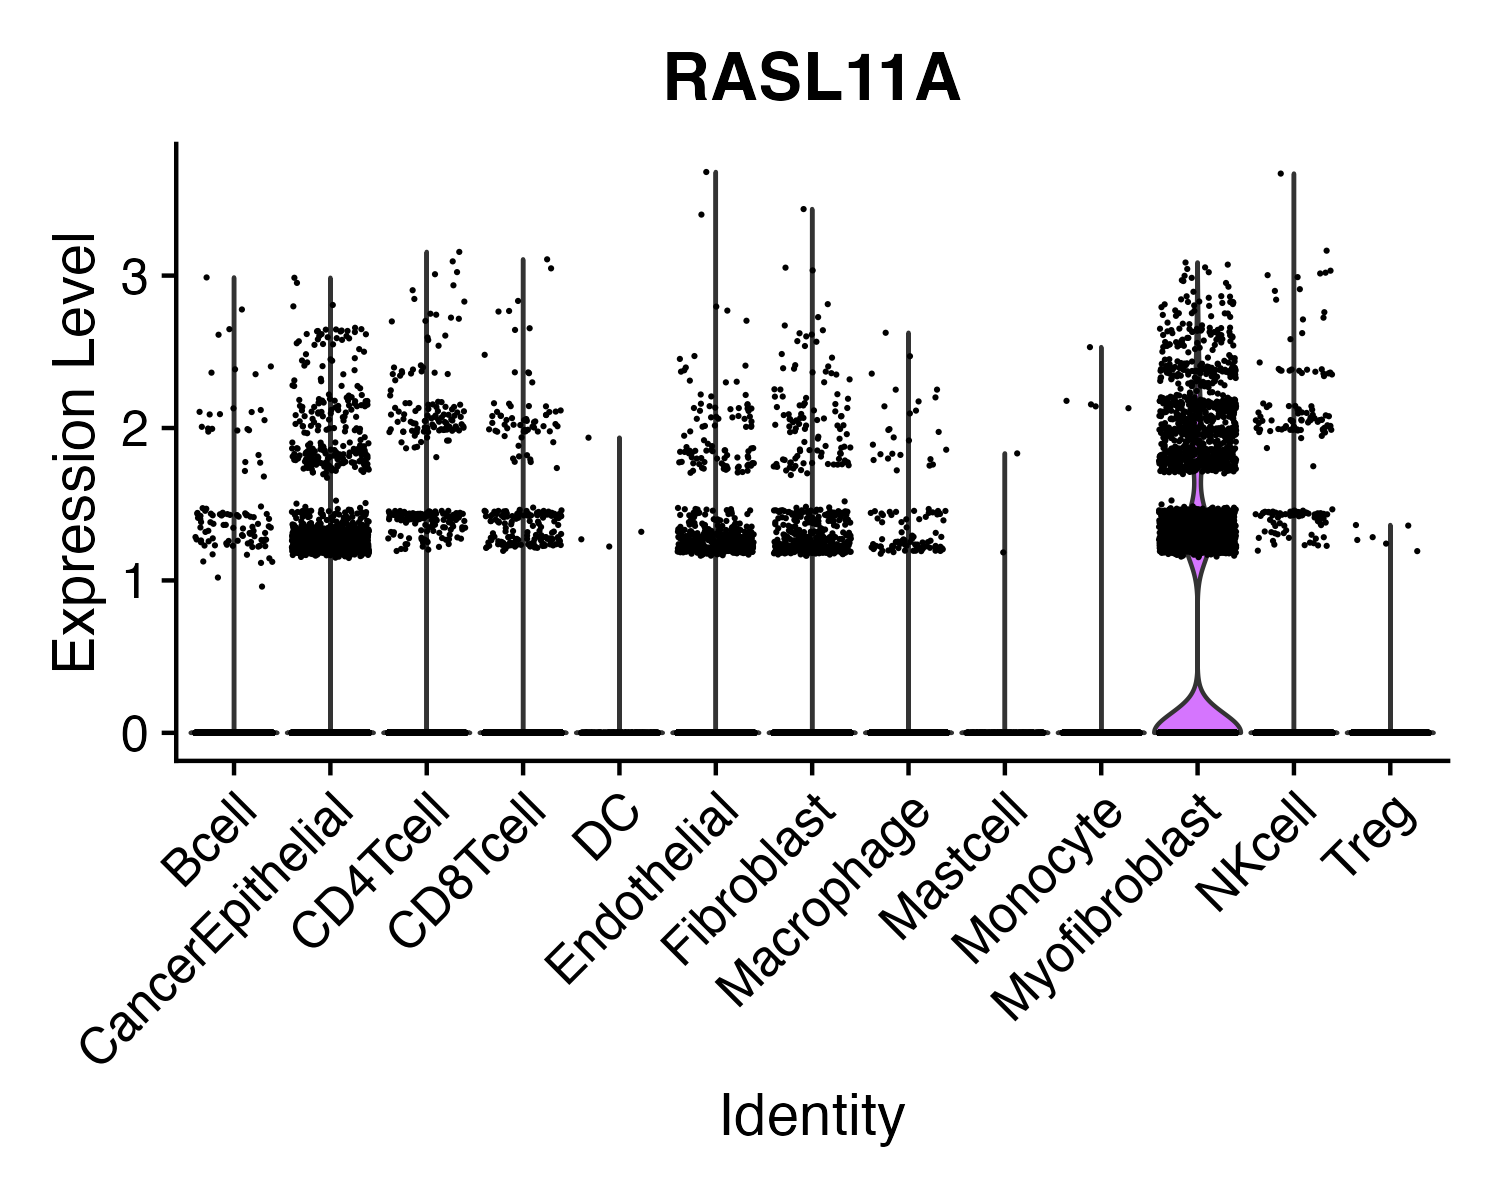 RASL11A
Expression Level
3
2
1
0
Bcell
CancerEpithelial
CD4Tcell
CD8Tcell
DC
Endothelial
Fibroblast
Macrophage
Mastcell
Monocyte
Myofibroblast
NKcell
Treg
Identity